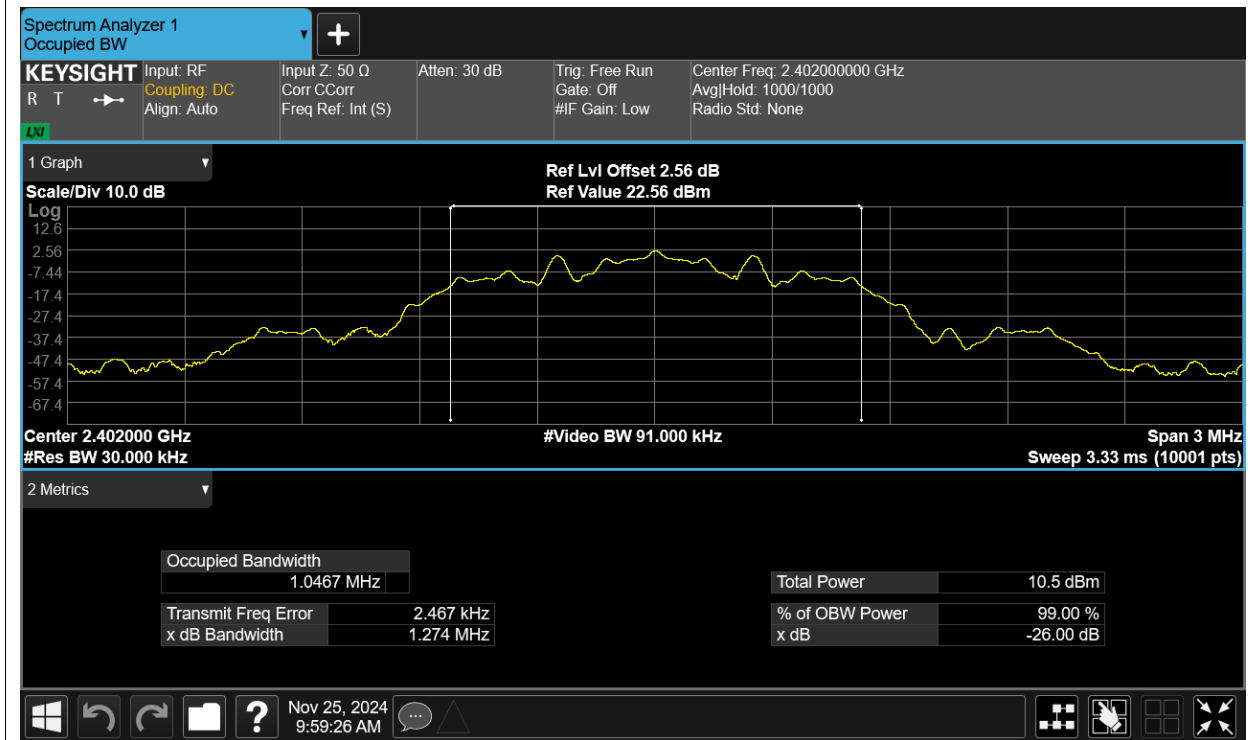 Spectrum Analyzer 1
Occupied BW
KEYSIGHT
R T
LXI
Input: RF
Coupling: DC
Align: Auto
Input Z: 50 Ω
Corr CCorr
Freq Ref: Int (S)
Atten: 30 dB
Trig: Free Run
Gate: Off
#IF Gain: Low
Center Freq: 2.402000000 GHz
Avg|Hold: 1000/1000
Radio Std: None
1 Graph
Scale/Div 10.0 dB
Ref Lvl Offset 2.56 dB
Ref Value 22.56 dBm
Log
12.6
2.56
-7.44
-17.4
-27.4
-37.4
-47.4
-57.4
-67.4
Center 2.402000 GHz
#Res BW 30.000 kHz
#Video BW 91.000 kHz
Span 3 MHz
Sweep 3.33 ms (10001 pts)
2 Metrics
Occupied Bandwidth
1.0467 MHz
Transmit Freq Error 2.467 kHz
x dB Bandwidth 1.274 MHz
Total Power 10.5 dBm
% of OBW Power 99.00 %
x dB -26.00 dB
?
Nov 25, 2024
9:59:26 AM